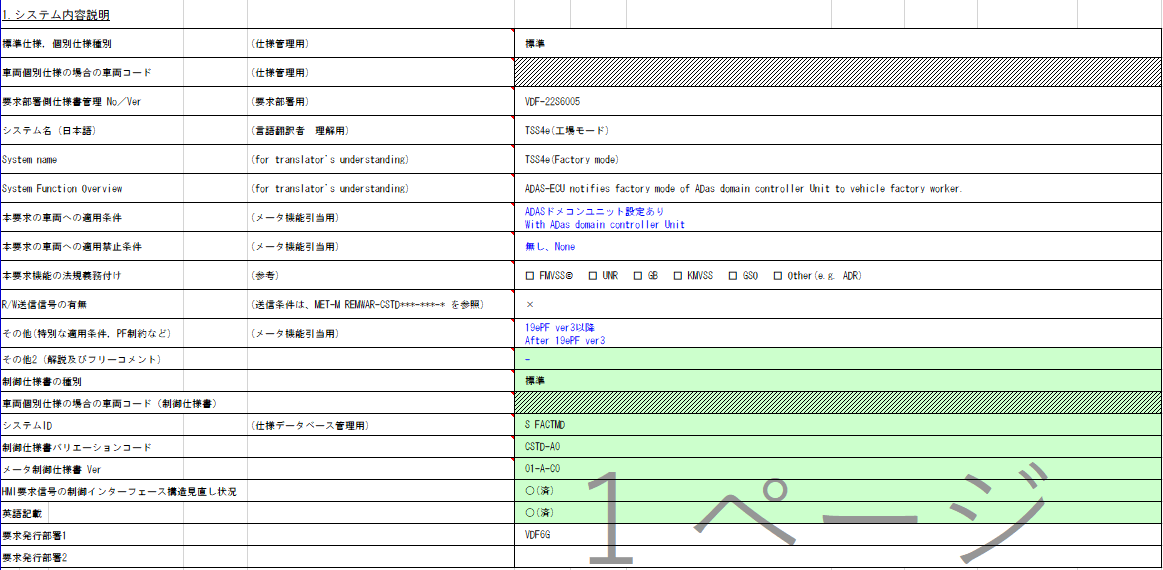 1. システム内容説明
標準仕様, 個別仕様種別 (仕様管理用) 標準
車両個別仕様の場合の車両コード (仕様管理用)
要求部署側仕様書管理 No／Ver (要求部署用) VDF-22S6005
システム名 (日本語) (言語翻訳者 理解用) TSS4e(工場モード)
System name (for translator's understanding) TSS4e(Factory mode)
System Function Overview (for translator's understanding) ADAS-ECU notifies factory mode of ADas domain controller Unit to vehicle factory worker.
本要求の車両への適用条件 (メータ機能引当用) ADASドメコンユニット設定あり
With ADas domain controller Unit
本要求の車両への適用禁止条件 (メータ機能引当用) 無し、None
本要求機能の法規義務付け (参考) □ FMVSS® □ UNR □ GB □ KMVSS □ GSO □ Other(e.g. ADR)
R/W送信信号の有無 (送信条件は、MET-M_REMWAR-CSTD***-***-* を参照) ×
その他(特別な適用条件, PF制約など) (メータ機能引当用) 19ePF ver3以降
After 19ePF ver3
その他2 (解説及びフリーコメント) -
制御仕様書の種別 標準
車両個別仕様の場合の車両コード (制御仕様書)
システムID (仕様データベース管理用) S_FACTMD
制御仕様書バリエーションコード CSTD-A0
メータ制御仕様書 Ver 01-A-C0
HMI要求信号の制御インターフェース構造見直し状況 ○(済)
英語記載 ○(済)
要求発行部署1 VDF6G
要求発行部署2
1 ページ